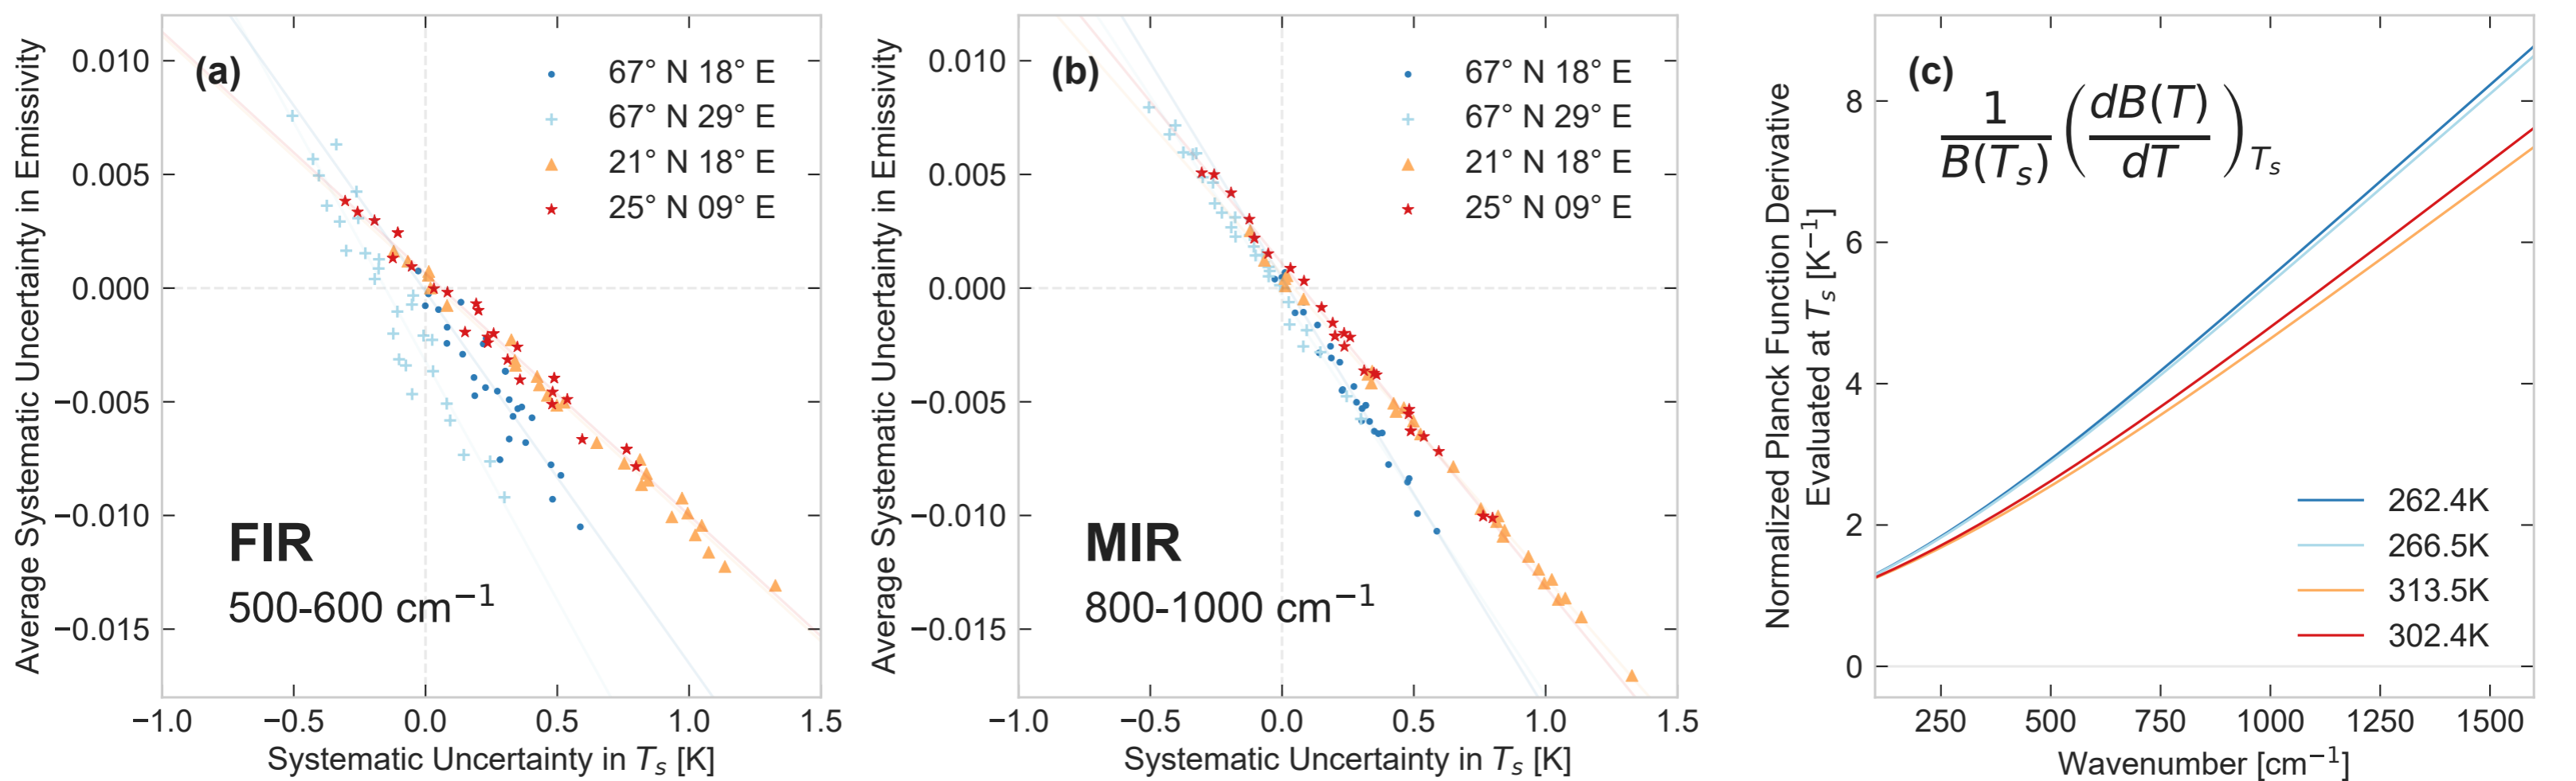 (a)
67° N 18° E
67° N 29° E
21° N 18° E
25° N 09° E
FIR
500-600 cm⁻¹
0.010
0.005
0.000
−0.005
−0.010
−0.015
−1.0 −0.5 0.0 0.5 1.0 1.5
Average Systematic Uncertainty in Emissivity
Systematic Uncertainty in Tₛ [K]
(b)
67° N 18° E
67° N 29° E
21° N 18° E
25° N 09° E
MIR
800-1000 cm⁻¹
0.010
0.005
0.000
−0.005
−0.010
−0.015
−1.0 −0.5 0.0 0.5 1.0 1.5
Average Systematic Uncertainty in Emissivity
Systematic Uncertainty in Tₛ [K]
(c)
1/B(Tₛ) (dB(T)/dT)Tₛ
262.4K
266.5K
313.5K
302.4K
8
6
4
2
0
250 500 750 1000 1250 1500
Normalized Planck Function Derivative
Evaluated at Tₛ [K⁻¹]
Wavenumber [cm⁻¹]